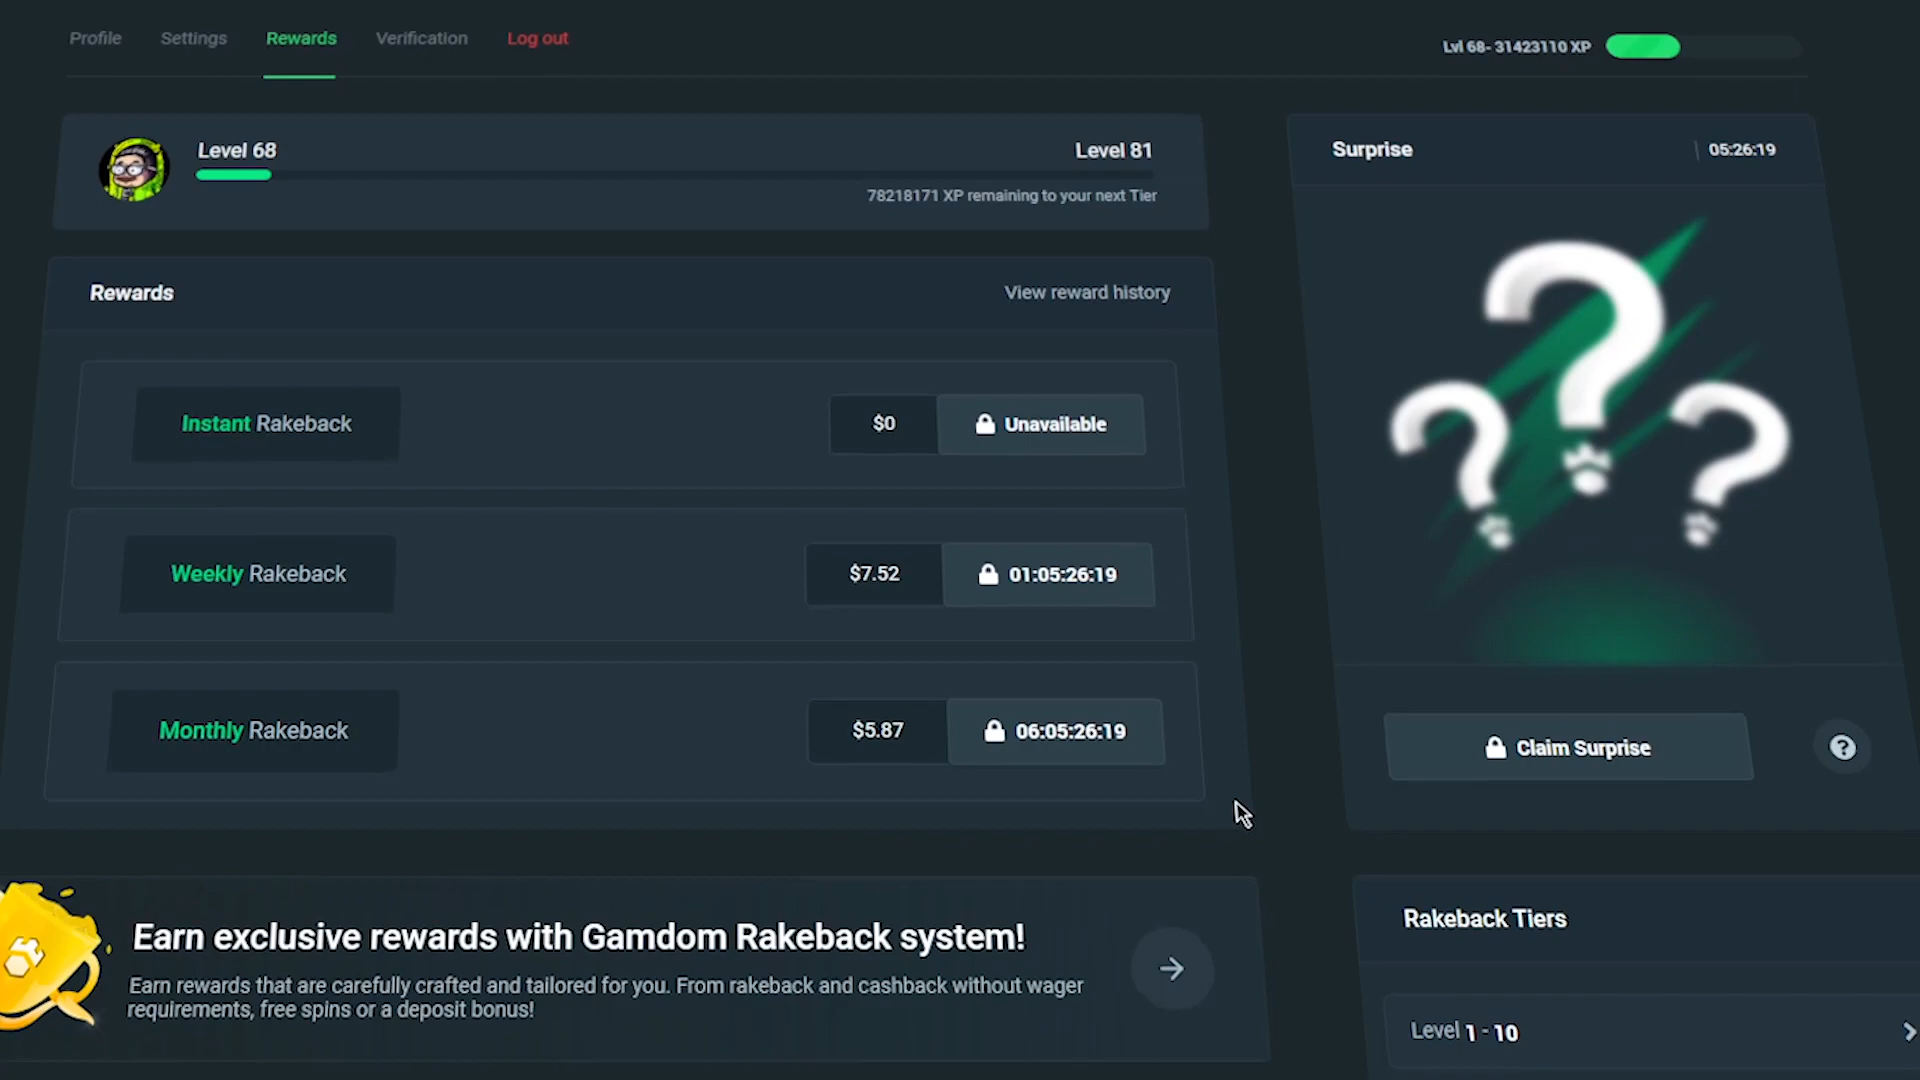 Profile
Settings
Rewards
Verification
Log out
Lvl 68- 31423110 XP
Level 68
Level 81
78218171 XP remaining to your next Tier
Surprise
05:26:19
Rewards
View reward history
Instant Rakeback
$0
Unavailable
Weekly Rakeback
$7.52
01:05:26:19
Monthly Rakeback
$5.87
06:05:26:19
Claim Surprise
?
Earn exclusive rewards with Gamdom Rakeback system!
Earn rewards that are carefully crafted and tailored for you. From rakeback and cashback without wager
requirements, free spins or a deposit bonus!
Rakeback Tiers
Level 1 - 10